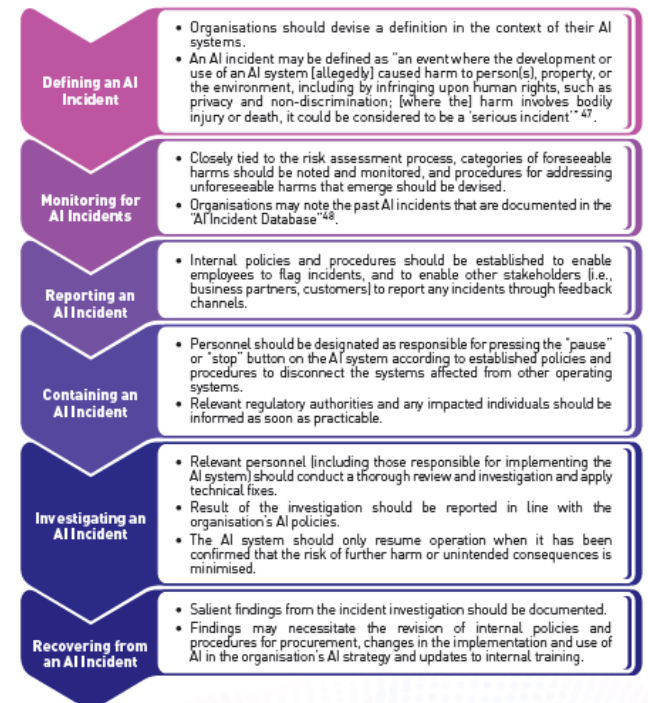 Defining an AI
Incident
• Organisations should devise a definition in the context of their AI
systems.
• An AI incident may be defined as "an event where the development or
use of an AI system [allegedly] caused harm to person(s), property, or
the environment, including by infringing upon human rights, such as
privacy and non-discrimination; [where the] harm involves bodily
injury or death, it could be considered to be a 'serious incident'" 47.
Monitoring for
AI Incidents
• Closely tied to the risk assessment process, categories of foreseeable
harms should be noted and monitored, and procedures for addressing
unforeseeable harms that emerge should be devised.
• Organisations may note the past AI incidents that are documented in the
"AI Incident Database"48.
Reporting an
AI Incident
• Internal policies and procedures should be established to enable
employees to flag incidents, and to enable other stakeholders (i.e.,
business partners, customers) to report any incidents through feedback
channels.
Containing an
AI Incident
• Personnel should be designated as responsible for pressing the "pause"
or "stop" button on the AI system according to established policies and
procedures to disconnect the systems affected from other operating
systems.
• Relevant regulatory authorities and any impacted individuals should be
informed as soon as practicable.
Investigating an
AI Incident
• Relevant personnel (including those responsible for implementing the
AI system) should conduct a thorough review and investigation and apply
technical fixes.
• Result of the investigation should be reported in line with the
organisation's AI policies.
• The AI system should only resume operation when it has been
confirmed that the risk of further harm or unintended consequences is
minimised.
Recovering from
an AI Incident
• Salient findings from the incident investigation should be documented.
• Findings may necessitate the revision of internal policies and
procedures for procurement, changes in the implementation and use of
AI in the organisation's AI strategy and updates to internal training.